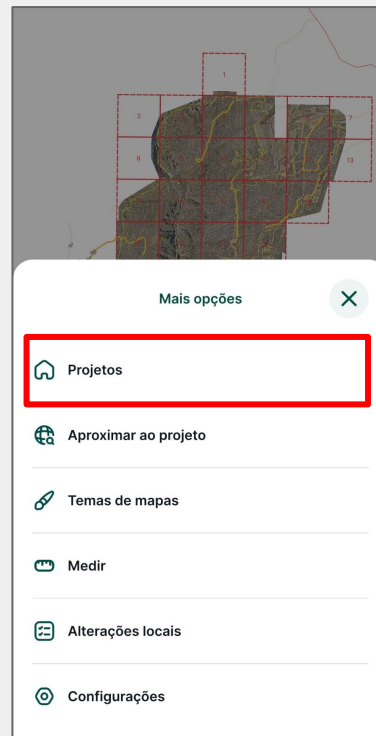 1
2
7
8
13
Mais opções
Projetos
Aproximar ao projeto
Temas de mapas
Medir
Alterações locais
Configurações